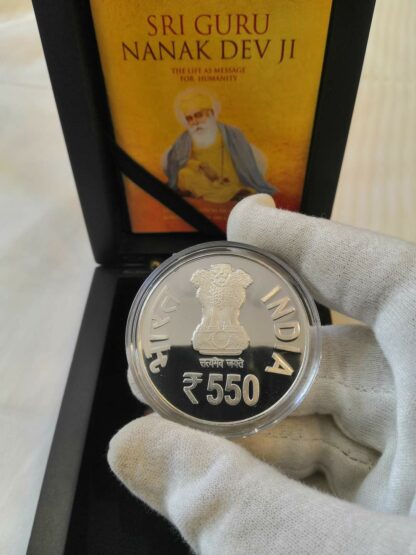 SRI GURU
NANAK DEV JI
THE LIFE AS MESSAGE
FOR HUMANITY
भारत
INDIA
सत्यमेव जयते
₹550